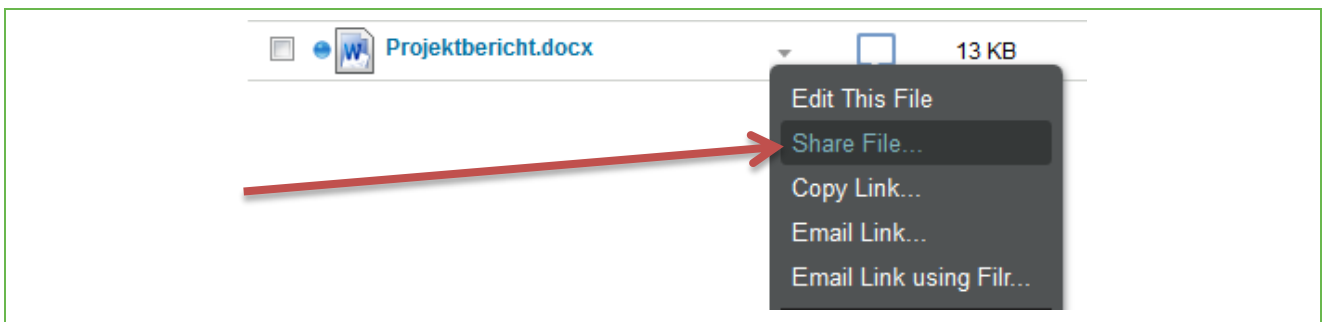 Projektbericht.docx 13 KB
Edit This File
Share File...
Copy Link...
Email Link...
Email Link using Filr...